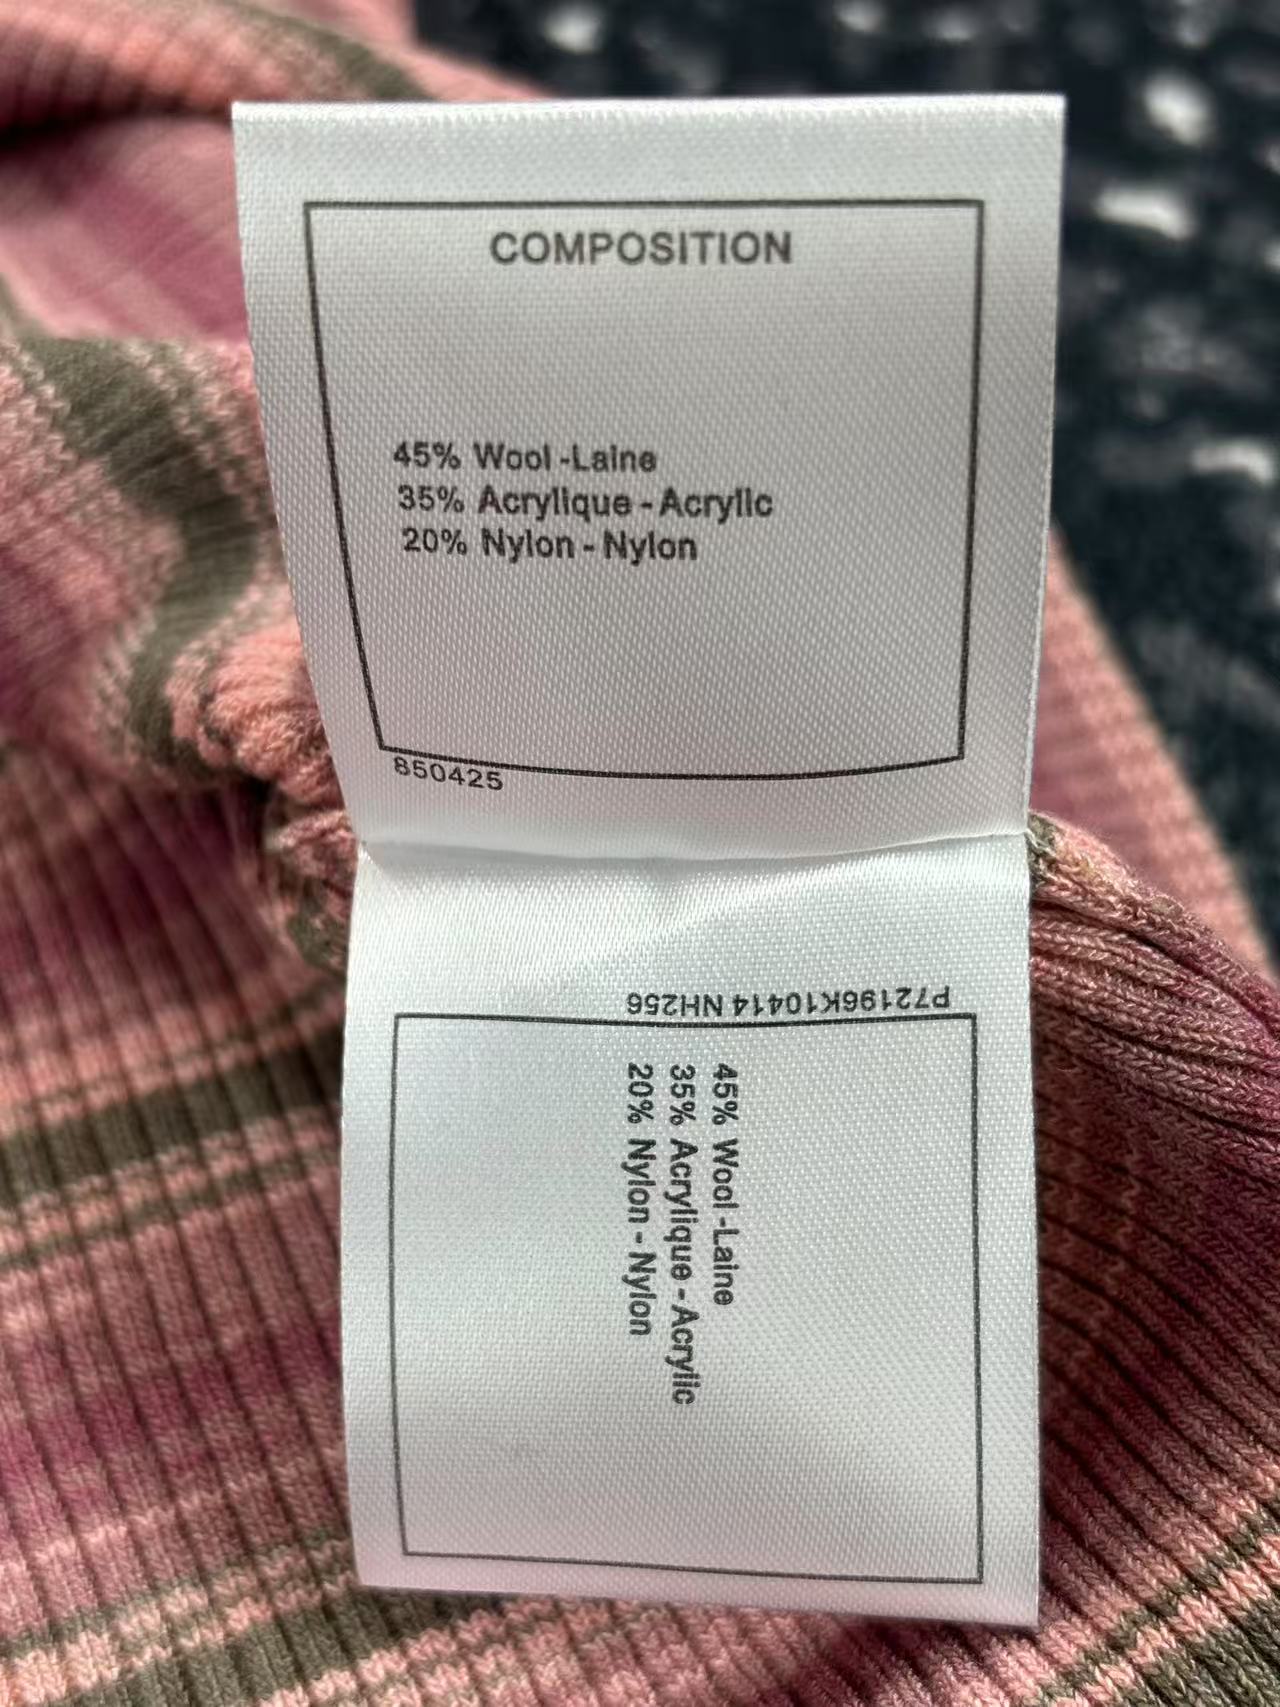 COMPOSITION
45% Wool -Laine
35% Acrylique - Acrylic
20% Nylon - Nylon
850425
P72196K10414 NH256
45% Wool -Laine
35% Acrylique - Acrylic
20% Nylon - Nylon